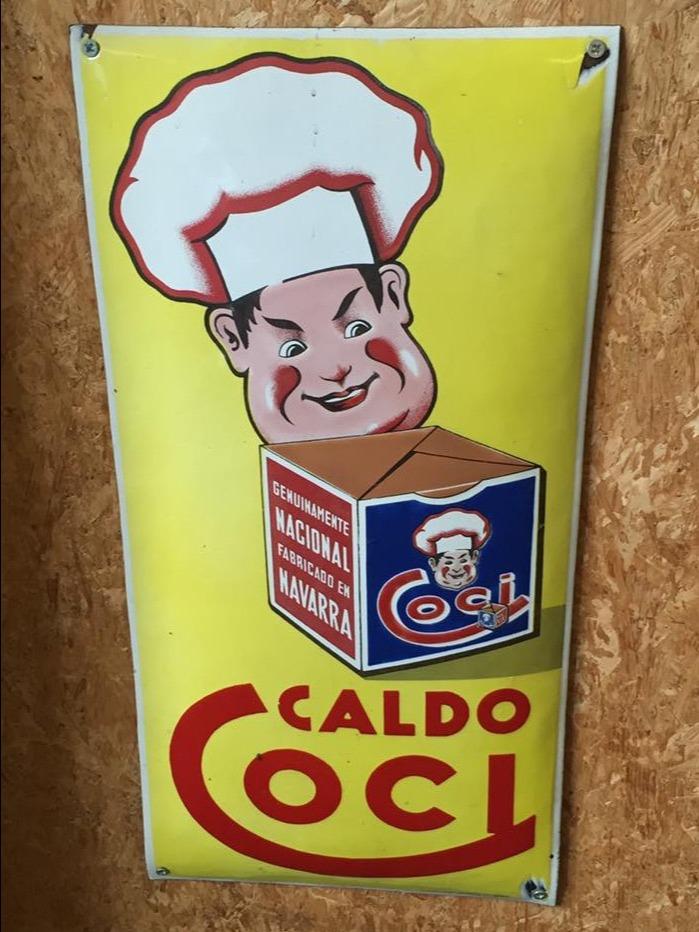 GENUINAMENTE
NACIONAL
FABRICADO EN
NAVARRA
Coci
CALDO
COCI